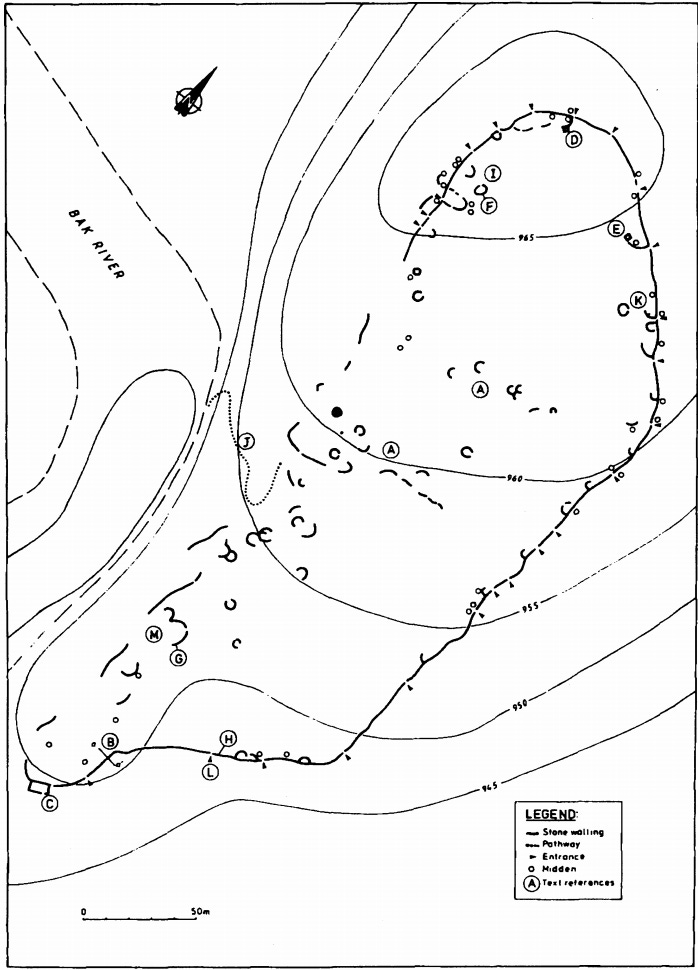 D
I
F
965
E
BAK RIVER
K
A
J
A
960
955
M
G
950
B
H
L
945
C
LEGEND:
Stone walling
Pathway
Entrance
Midden
A Text references
0 50m